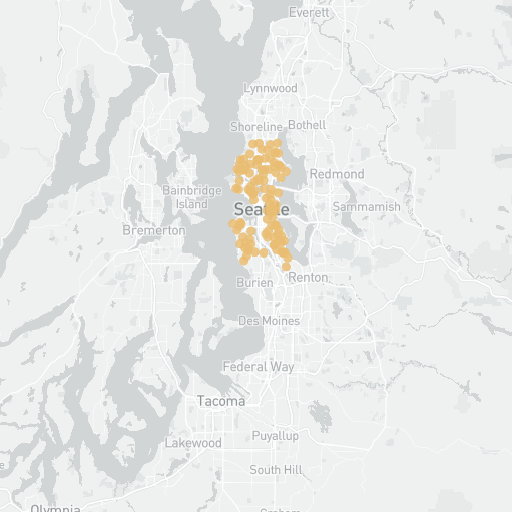 Everett
Lynnwood
Shoreline
Bothell
Redmond
Bainbridge
Island
Sammamish
Seattle
Bremerton
Renton
Burien
Des Moines
Federal Way
Tacoma
Puyallup
Lakewood
South Hill
Olympia